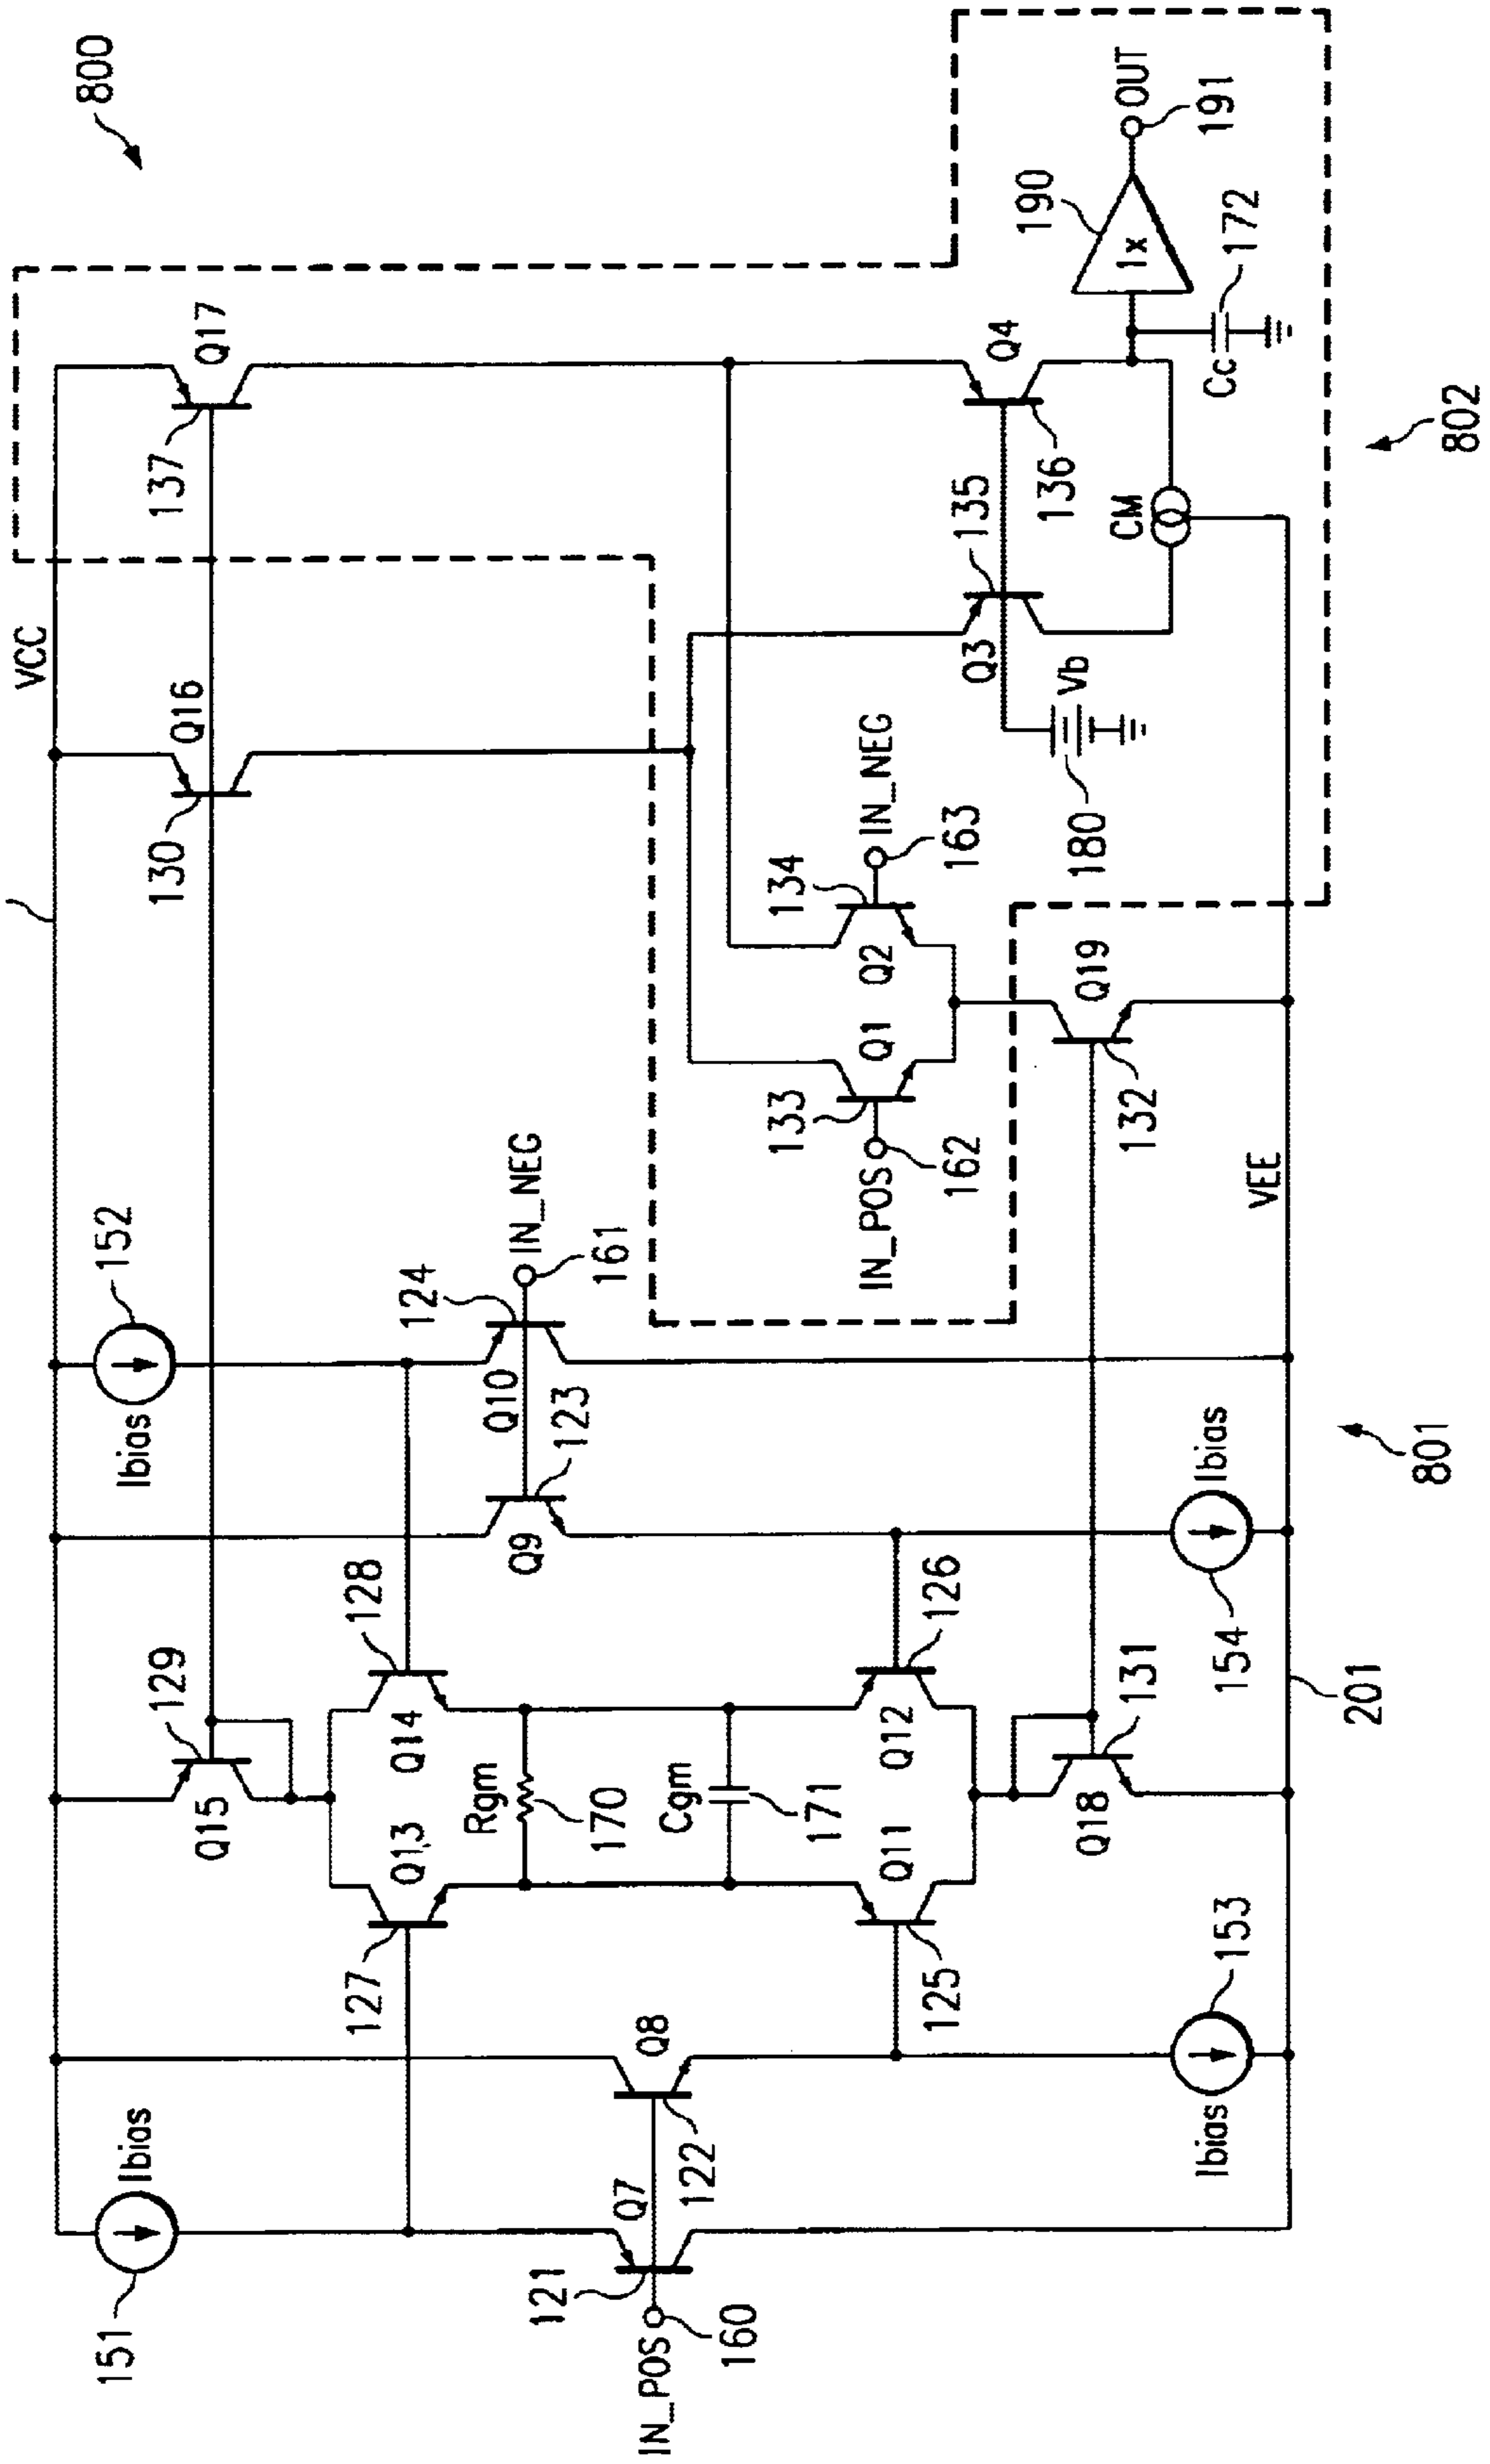 800
VCC
151
Ibias
Ibias
152
Q15
129
130
Q16
137
Q17
127
Q13
Q14
128
Q10
124
IN_NEG
161
Q9
123
Rgm
170
Cgm
171
IN_POS
160
121
Q7
122
Q8
125
Q11
Q12
126
IN_POS
162
133
Q1
Q2
134
IN_NEG
163
Q3
135
136
Q4
Vb
180
CM
Cc
172
190
1x
OUT
191
Ibias
153
Q18
131
154
Ibias
132
Q19
VEE
201
801
802